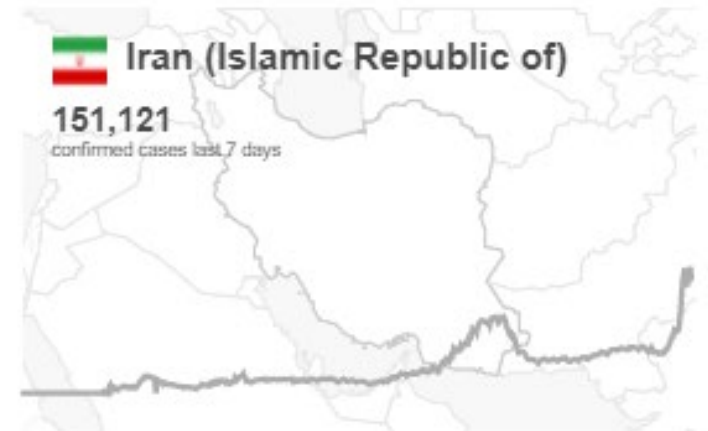 Iran (Islamic Republic of)
151,121
confirmed cases last 7 days